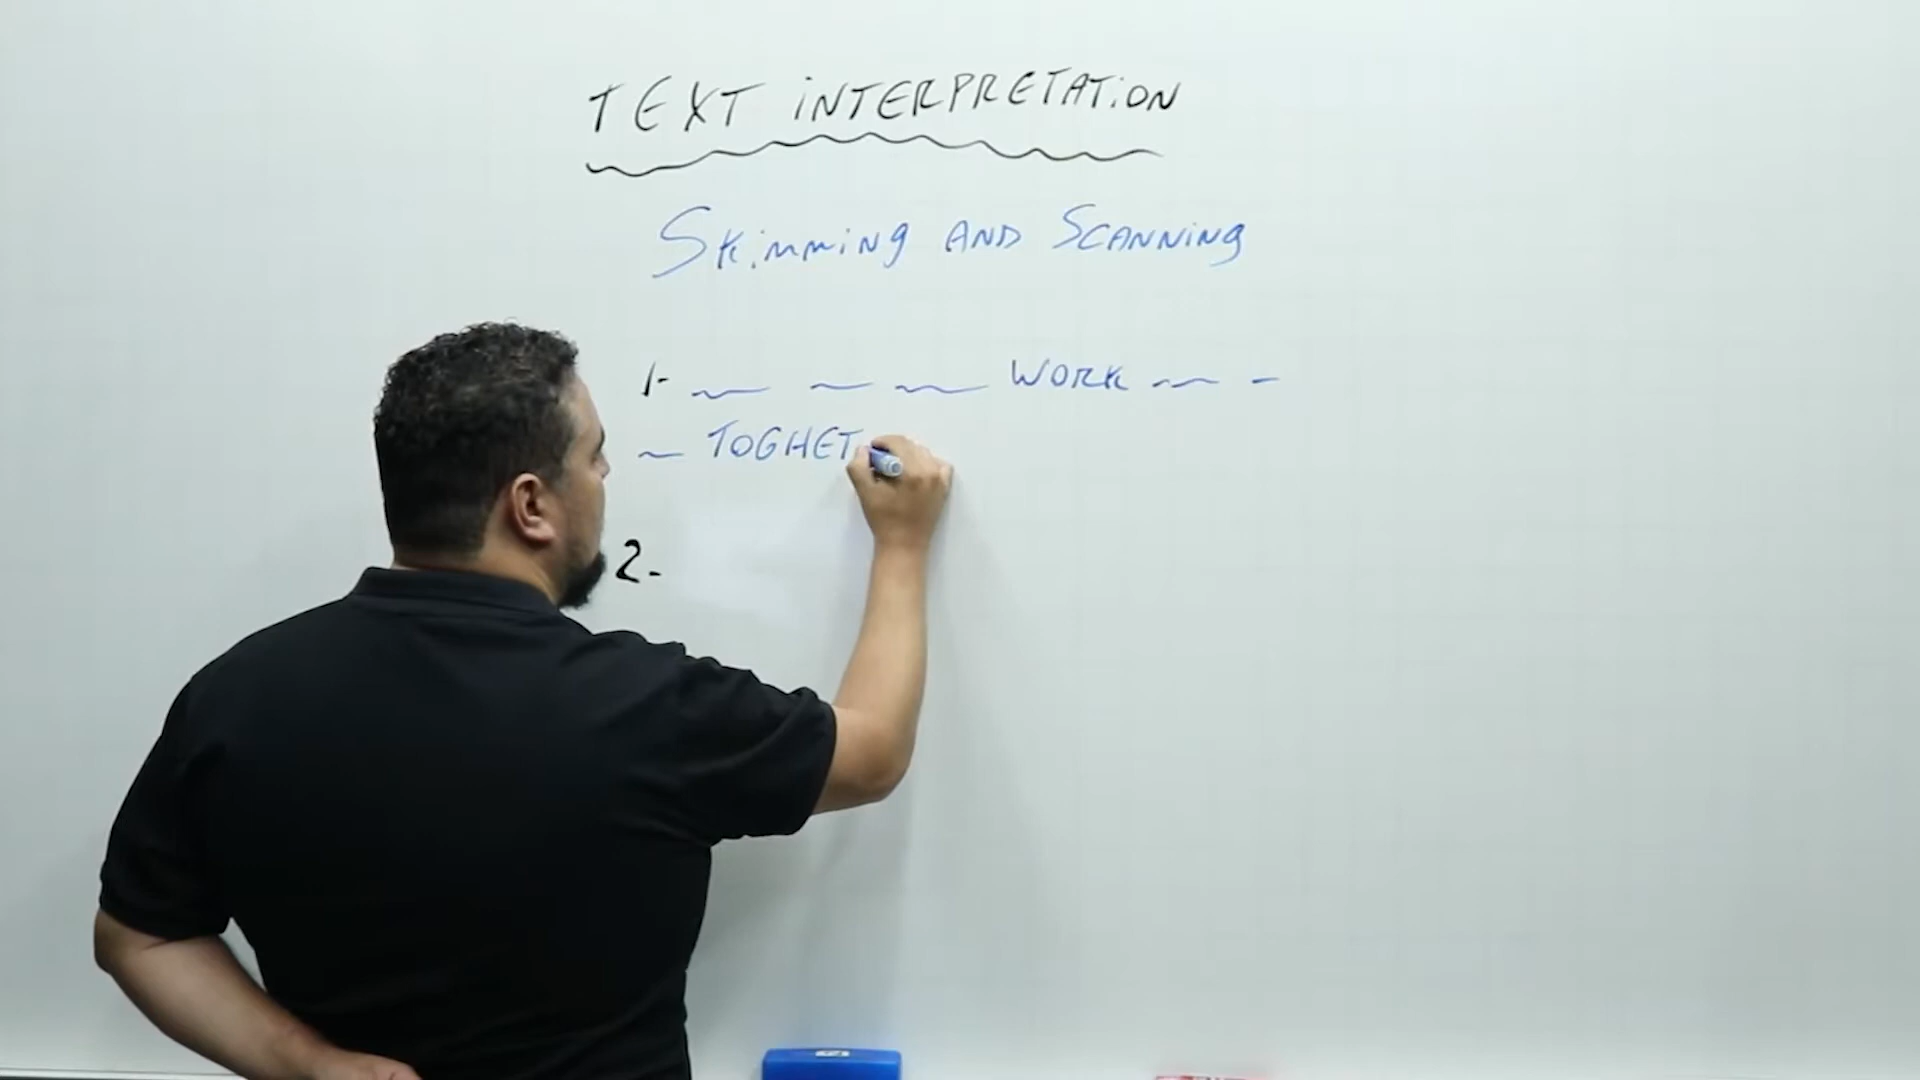 TEXT INTERPRETATION
Skimming AND SCANNING
1- WORK
TOGHET
2-